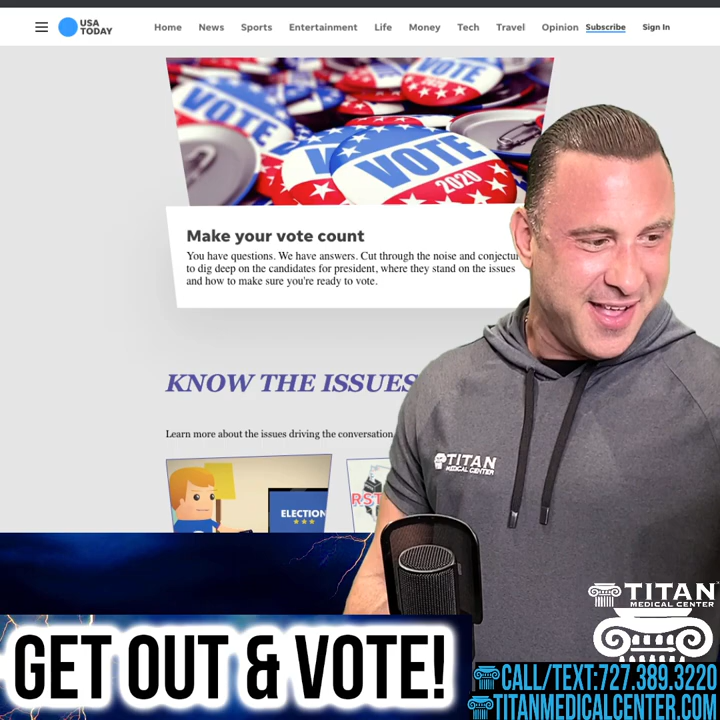 USA
TODAY
Home News Sports Entertainment Life Money Tech Travel Opinion Subscribe Sign In
VOTE
VOTE
2020
VOTE
VOTE
2020
Make your vote count
You have questions. We have answers. Cut through the noise and
to dig deep on the candidates for president, where they stand on the issues
and how to make sure you're ready to vote.
KNOW THE ISSUES
Learn more about the issues driving the conversation
ELECTION
RST
TITAN
MEDICAL CENTER
TITAN
MEDICAL CENTER
GET OUT & VOTE!
CALL/TEXT:727.389.3220
TITANMEDICALCENTER.COM